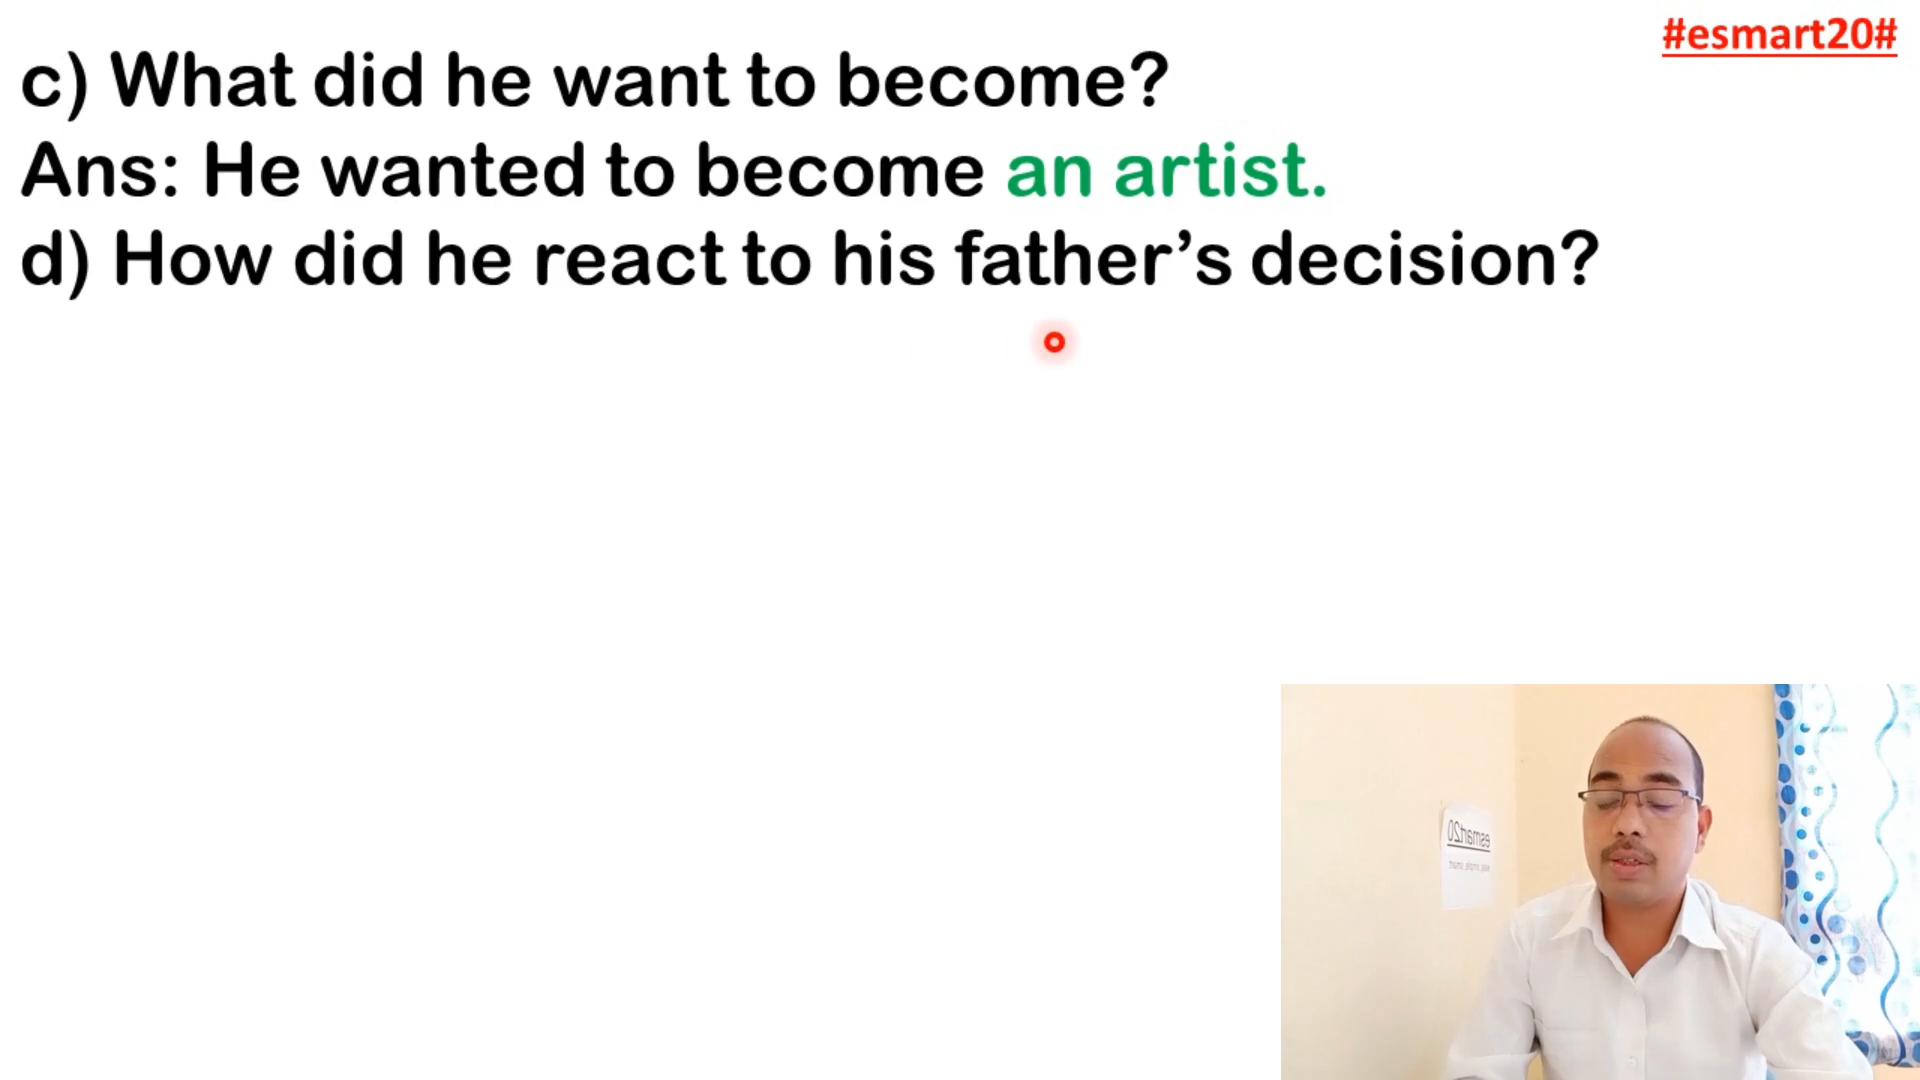 #esmart20#
c) What did he want to become?
Ans: He wanted to become an artist.
d) How did he react to his father’s decision?
esmart20